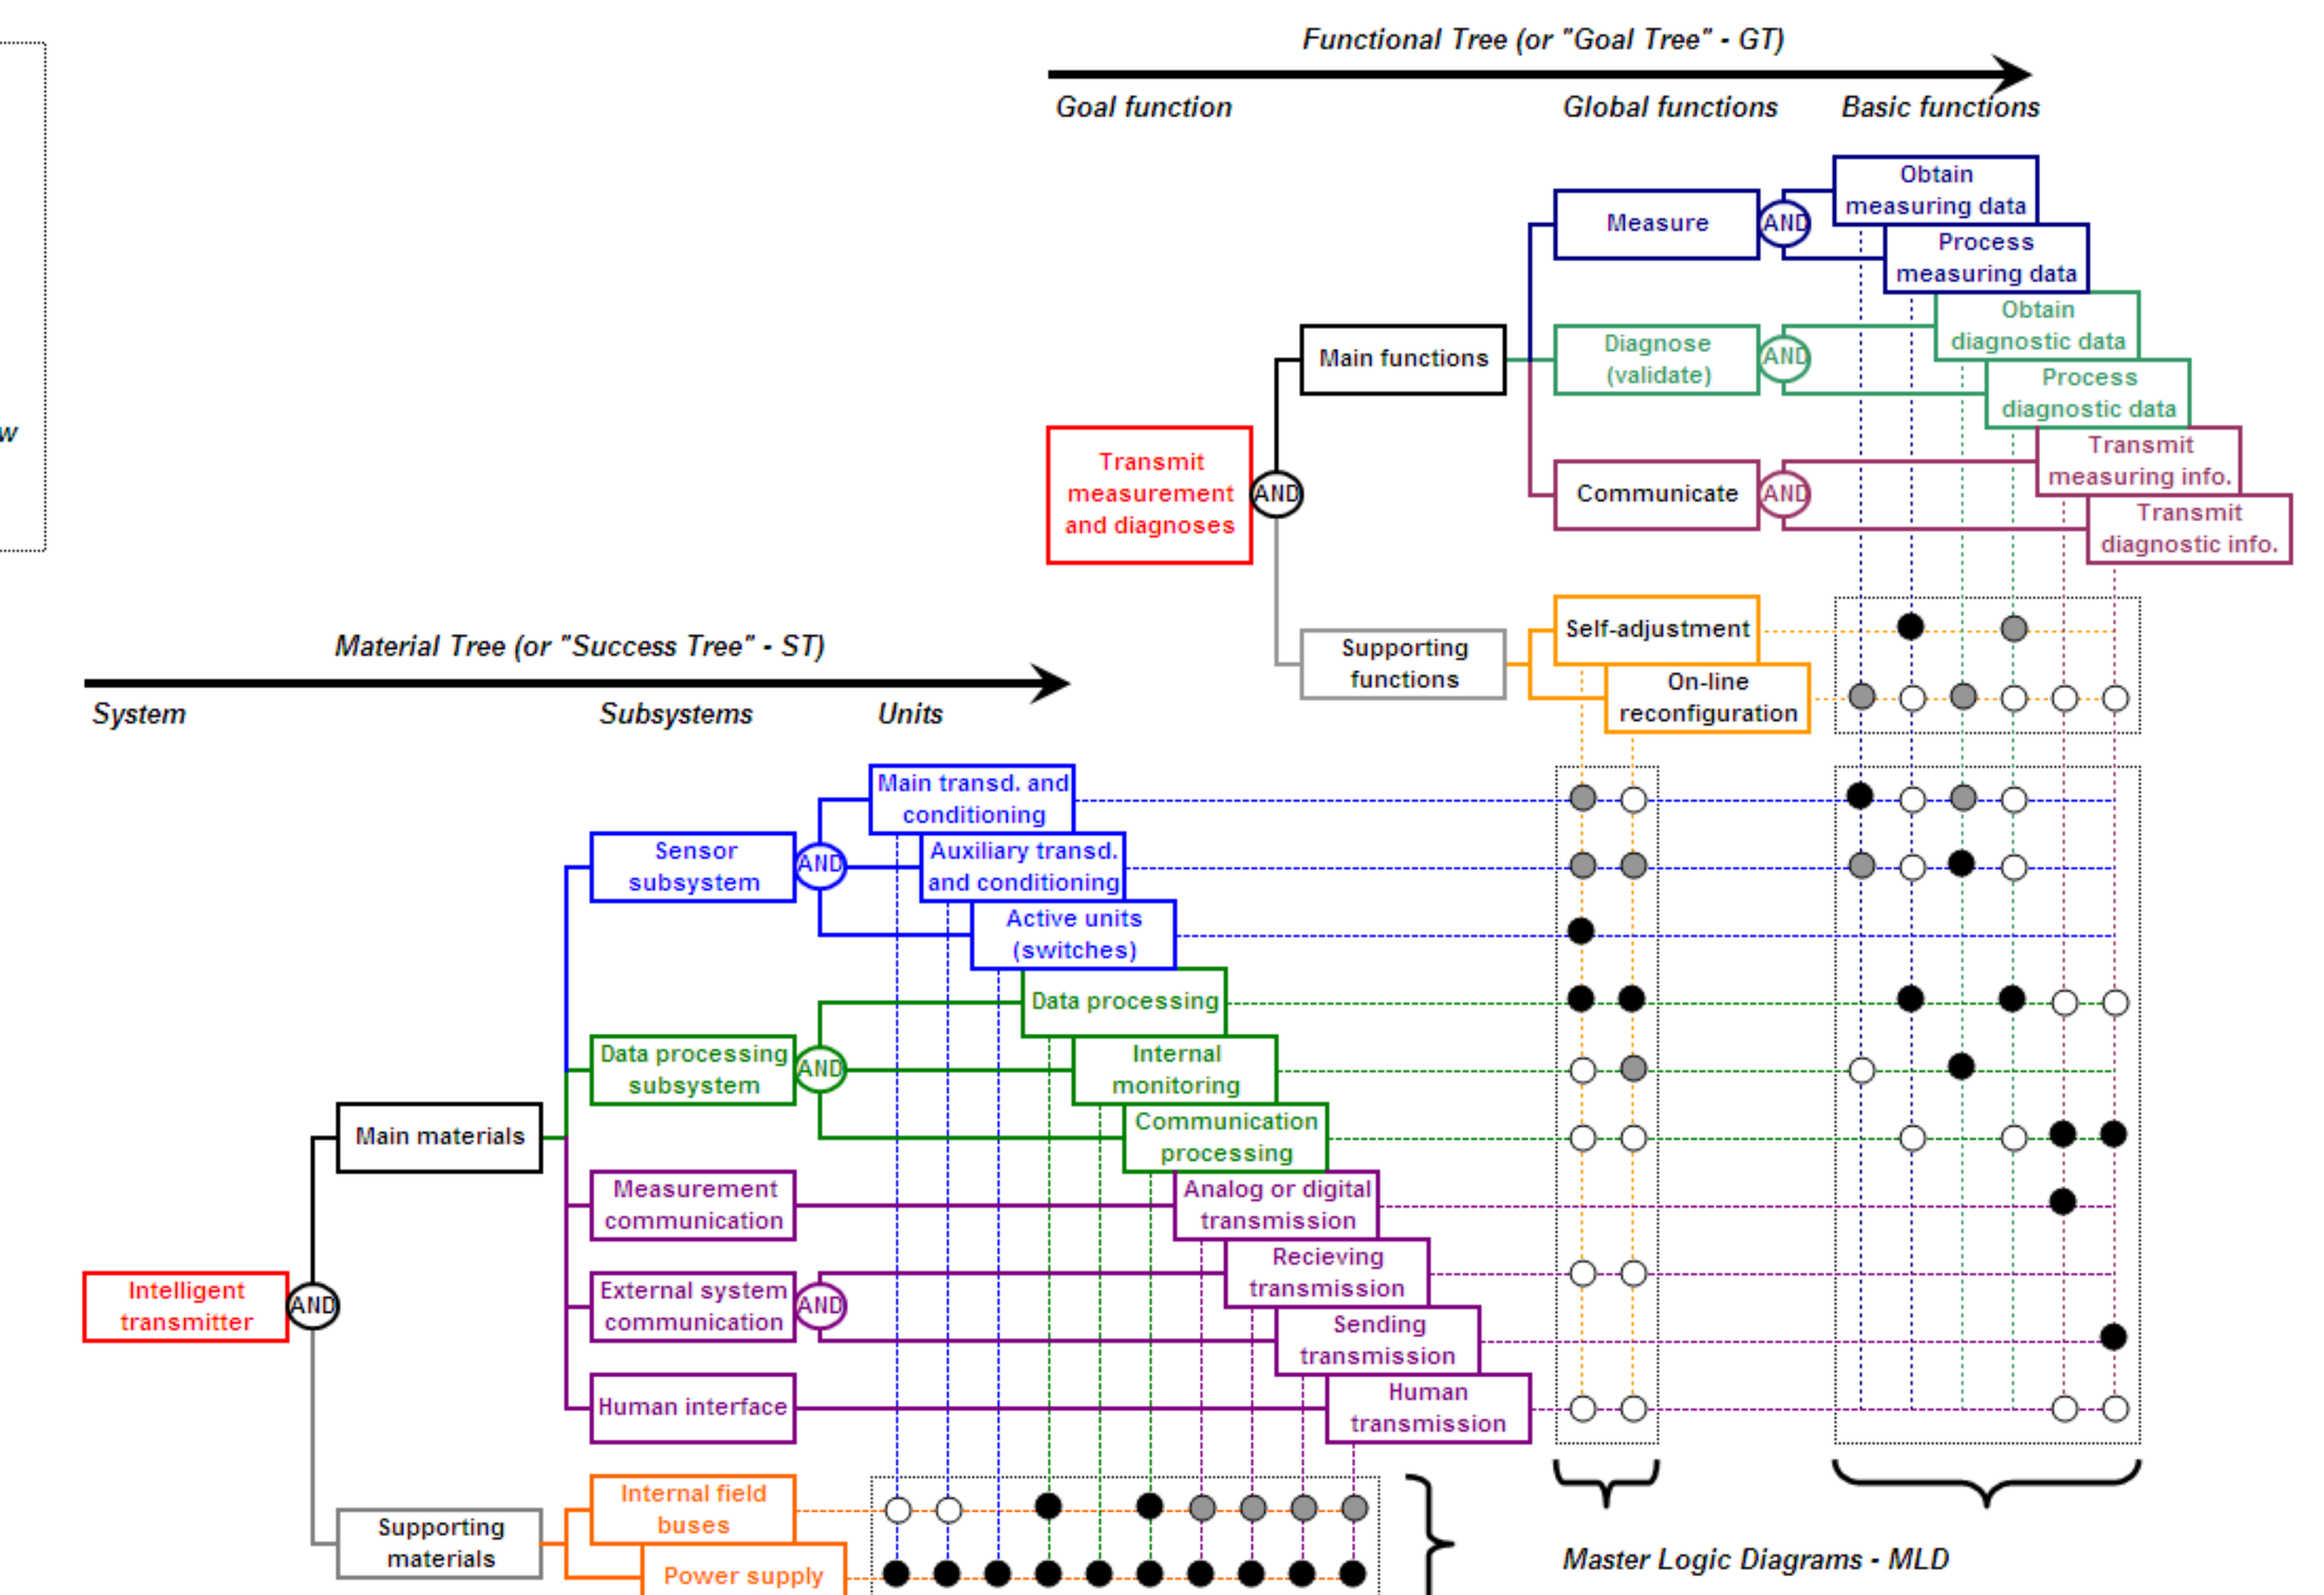 Functional Tree (or "Goal Tree" - GT)
Goal function
Global functions
Basic functions
Obtain
measuring data
Process
measuring data
Measure
AND
Obtain
diagnostic data
Process
diagnostic data
Main functions
Diagnose
(validate)
AND
w
Transmit
measuring info.
Transmit
diagnostic info.
Transmit
measurement
and diagnoses
AND
Communicate
AND
Self-adjustment
Supporting
functions
On-line
reconfiguration
Material Tree (or "Success Tree" - ST)
System
Subsystems
Units
Main transd. and
conditioning
Sensor
subsystem
AND
Auxiliary transd.
and conditioning
Active units
(switches)
Data processing
Data processing
subsystem
AND
Internal
monitoring
Main materials
Communication
processing
Measurement
communication
Analog or digital
transmission
Recieving
transmission
Intelligent
transmitter
AND
External system
communication
AND
Sending
transmission
Human interface
Human
transmission
Supporting
materials
Internal field
buses
Power supply
Master Logic Diagrams - MLD